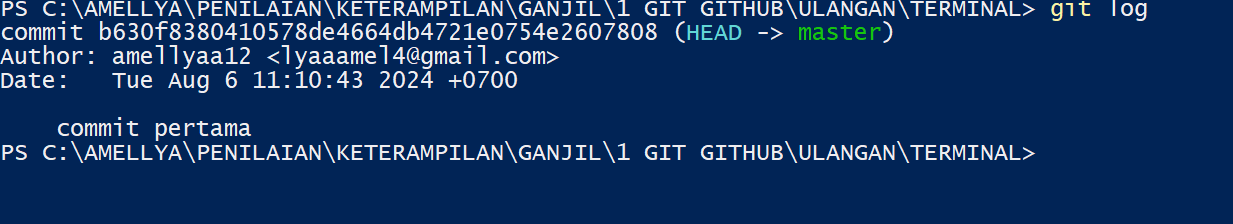 PS C:\AMELLYA\PENILAIAN\KETERAMPILAN\GANJIL\1 GIT GITHUB\ULANGAN\TERMINAL> git log
commit b630f8380410578de4664db4721e0754e2607808 (HEAD -> master)
Author: amellyaa12 <lyaaamel4@gmail.com>
Date:   Tue Aug 6 11:10:43 2024 +0700

    commit pertama
PS C:\AMELLYA\PENILAIAN\KETERAMPILAN\GANJIL\1 GIT GITHUB\ULANGAN\TERMINAL>